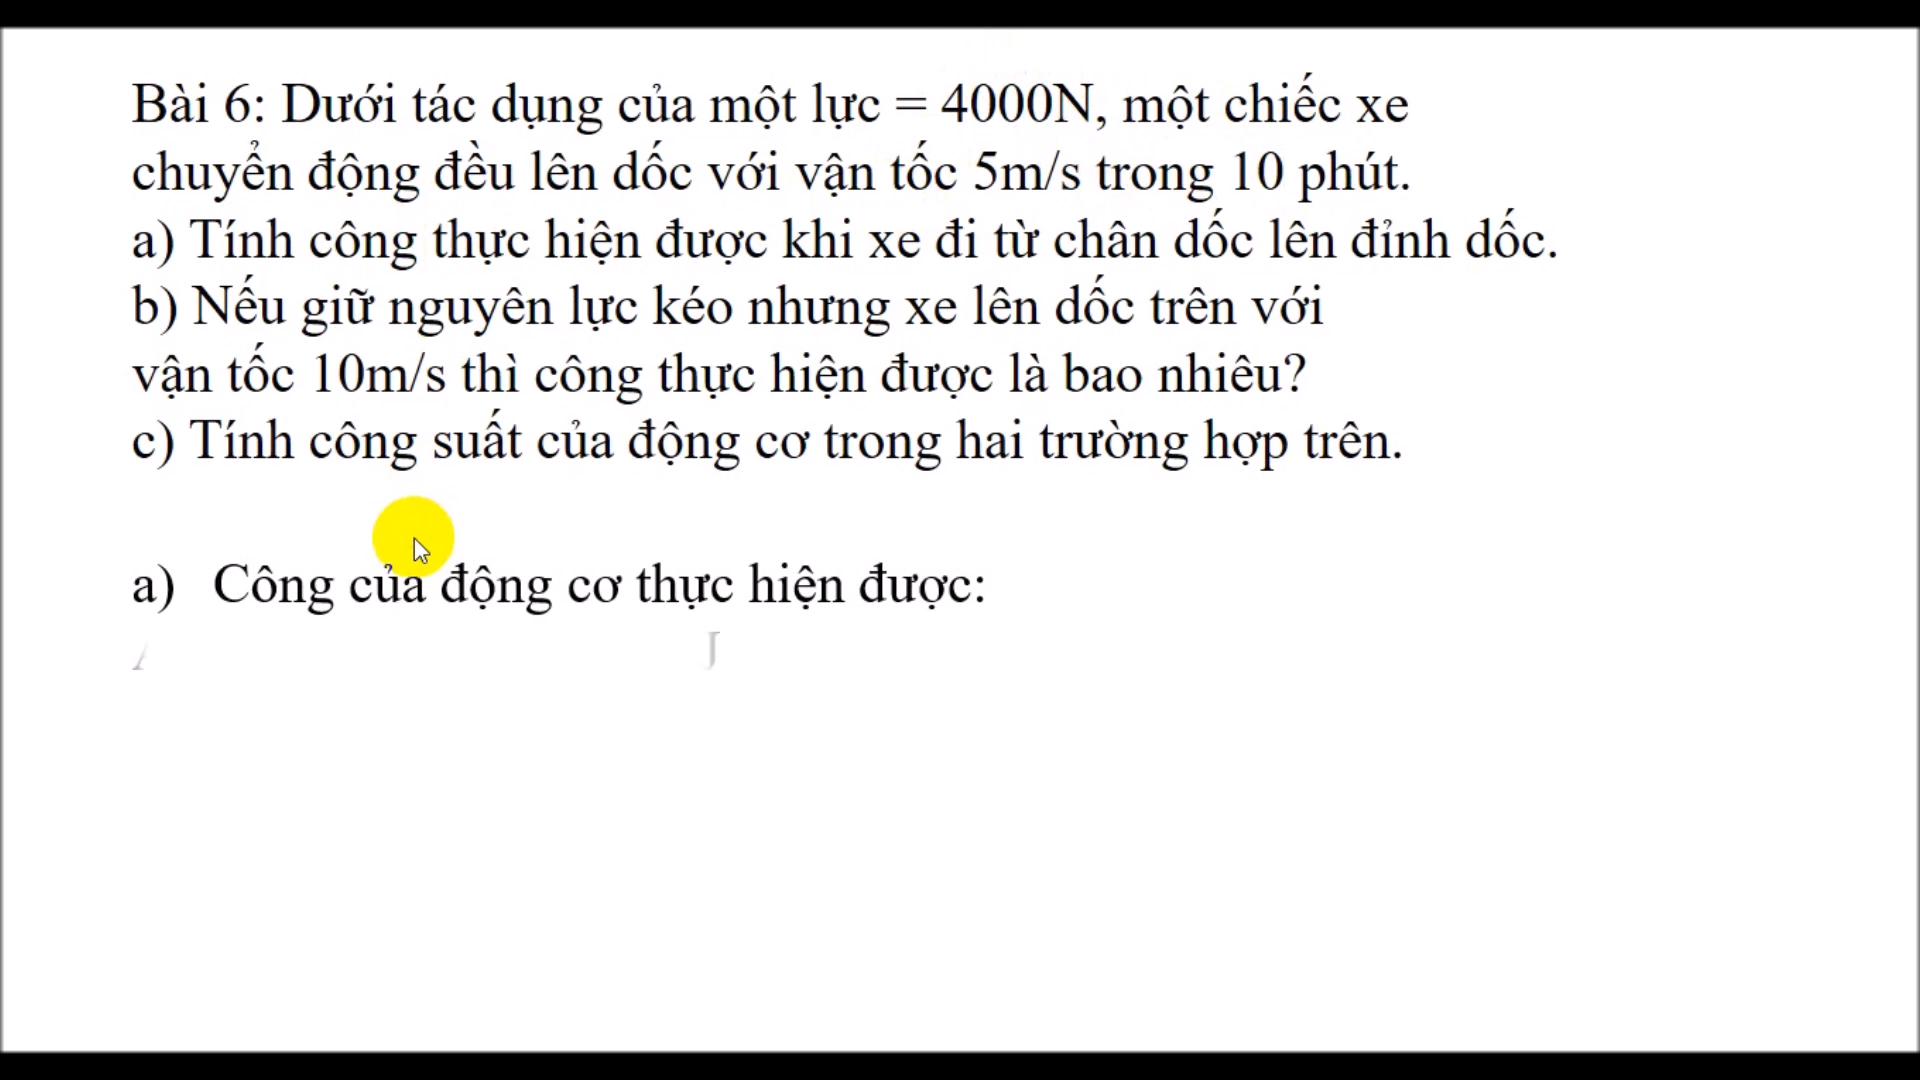 Bài 6: Dưới tác dụng của một lực = 4000N, một chiếc xe
chuyển động đều lên dốc với vận tốc 5m/s trong 10 phút.
a) Tính công thực hiện được khi xe đi từ chân dốc lên đỉnh dốc.
b) Nếu giữ nguyên lực kéo nhưng xe lên dốc trên với
vận tốc 10m/s thì công thực hiện được là bao nhiêu?
c) Tính công suất của động cơ trong hai trường hợp trên.
a) Công của động cơ thực hiện được:
J